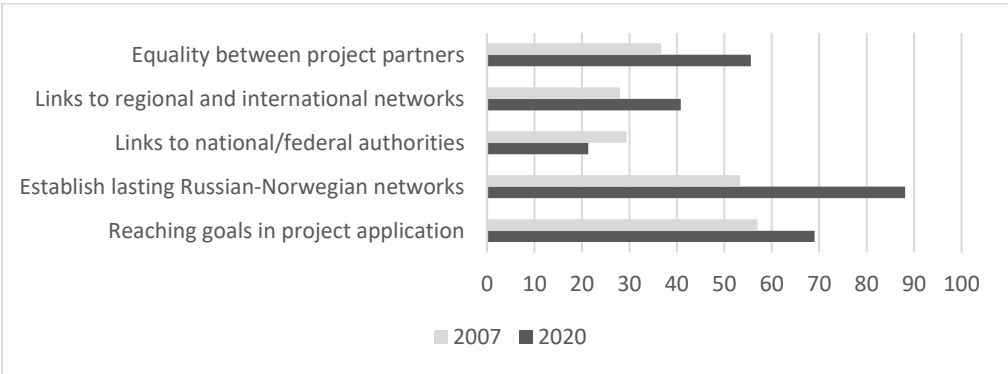 Equality between project partners
Links to regional and international networks
Links to national/federal authorities
Establish lasting Russian-Norwegian networks
Reaching goals in project application
0 10 20 30 40 50 60 70 80 90 100
2007 2020